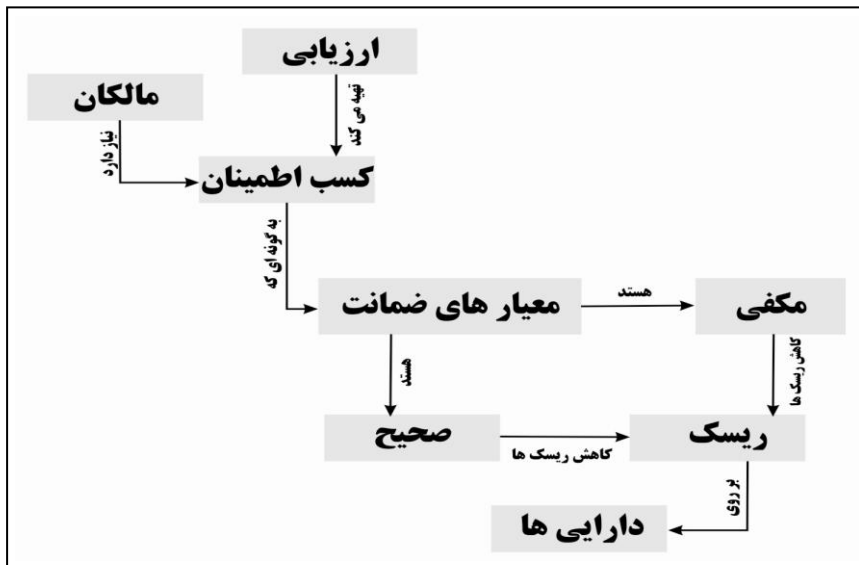 ارزیابی
مالکان
تهیه می کند
نیاز دارد
کسب اطمینان
به گونه ای که
معیار های ضمانت
هستند
مکفی
هستند
کاهش ریسک ها
صحیح
کاهش ریسک ها
ریسک
بر روی
دارایی ها